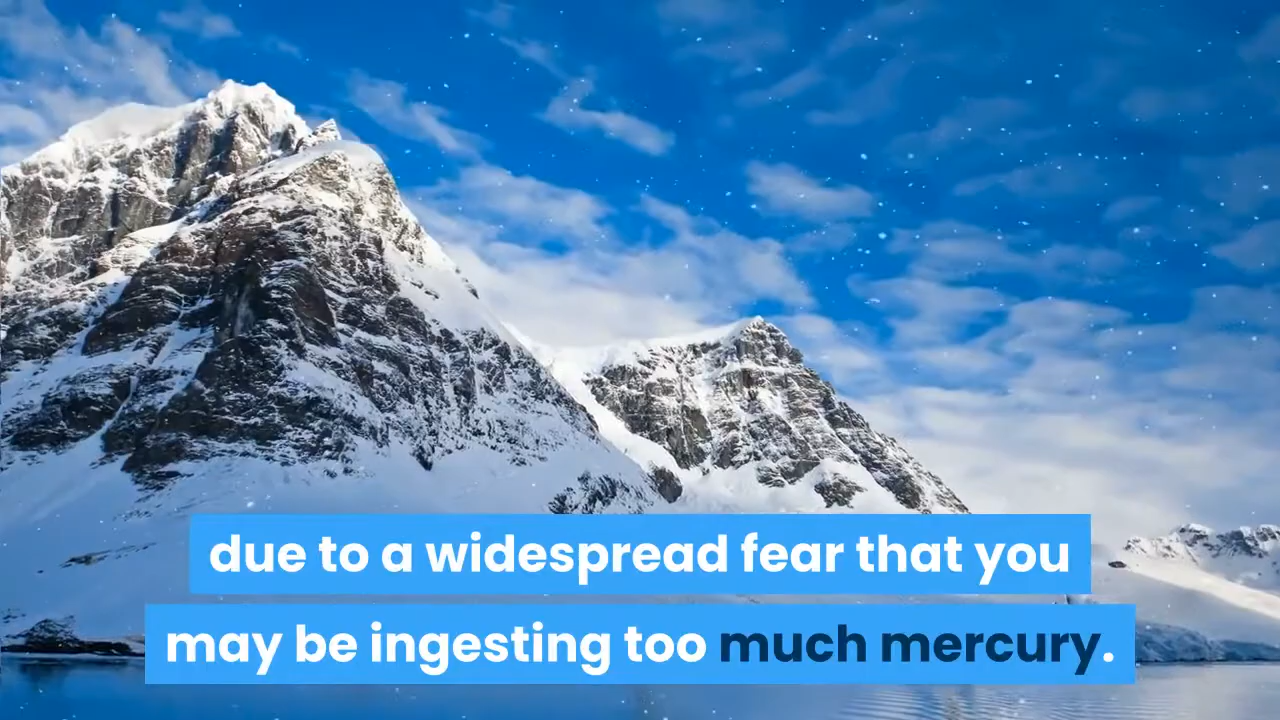 due to a widespread fear that you
may be ingesting too much mercury.